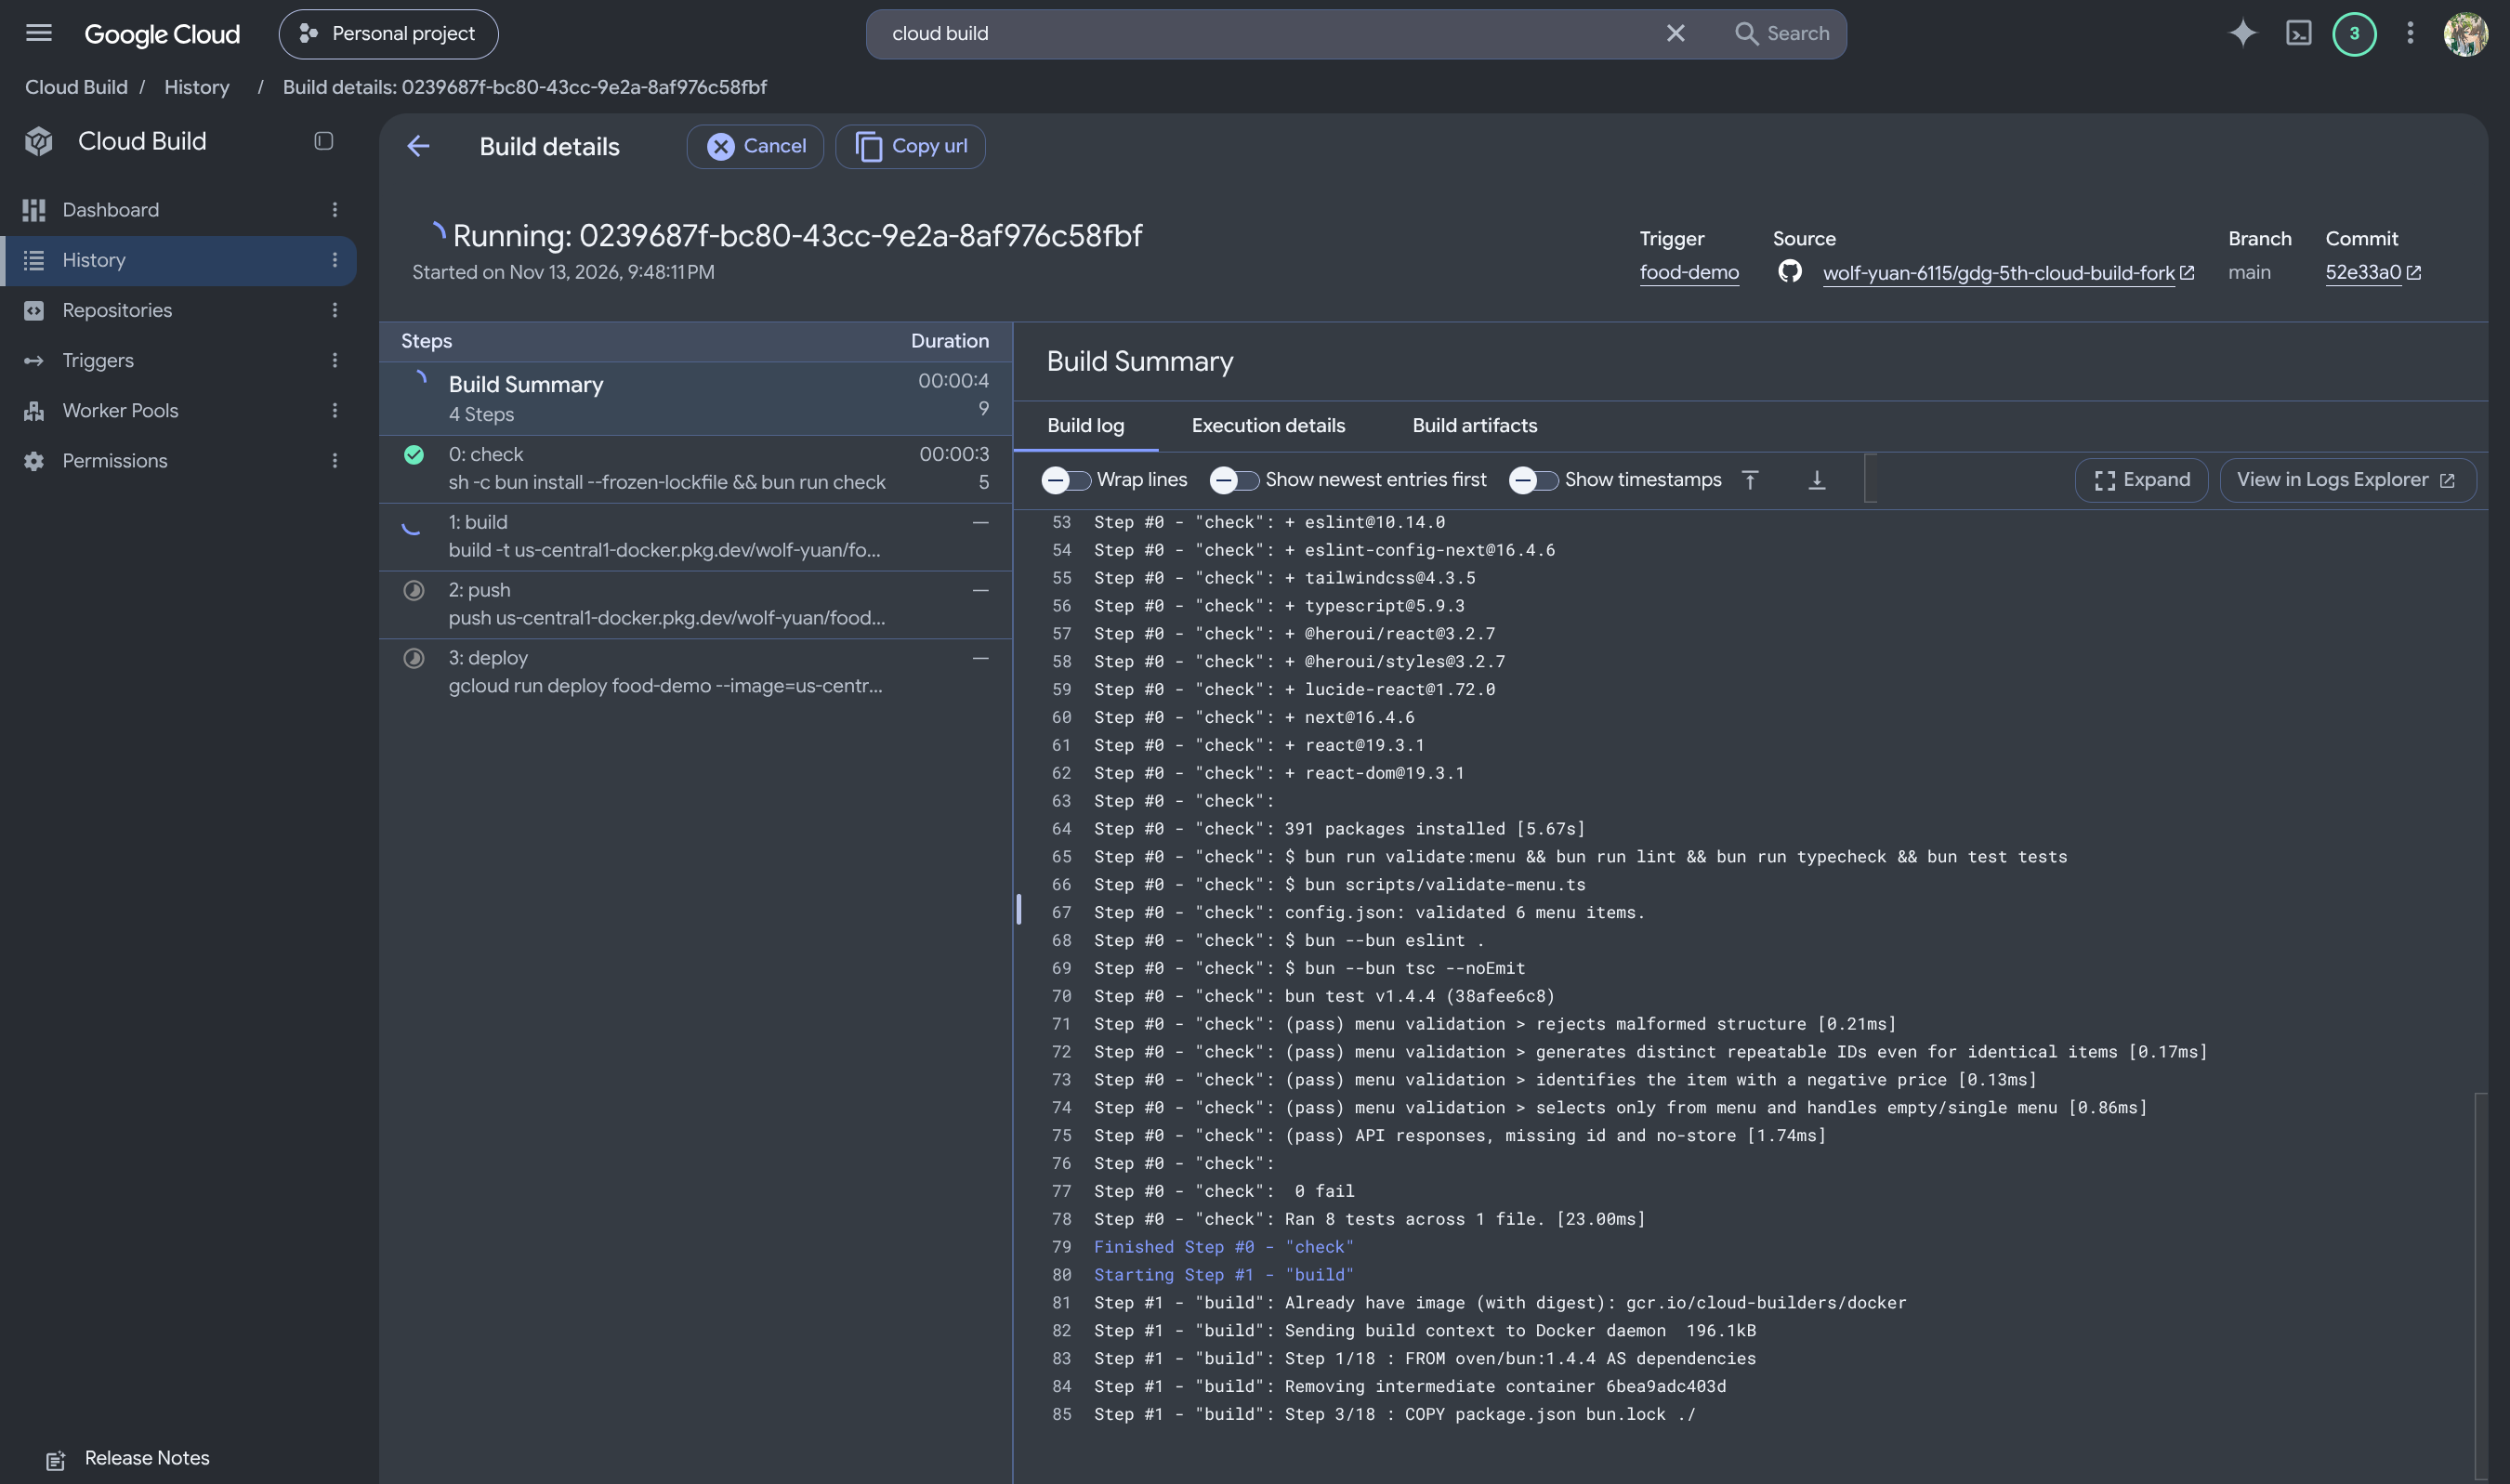 Google Cloud
Personal project
cloud build
Search
3
Cloud Build / History / Build details: 0239687f-bc80-43cc-9e2a-8af976c58fbf
Cloud Build
Dashboard
History
Repositories
Triggers
Worker Pools
Permissions
Release Notes
Build details
Cancel
Copy url
Running: 0239687f-bc80-43cc-9e2a-8af976c58fbf
Started on Nov 13, 2026, 9:48:11 PM
Trigger
food-demo
Source
wolf-yuan-6115/gdg-5th-cloud-build-fork
Branch
main
Commit
52e33a0
Steps Duration
Build Summary 00:00:4
4 Steps 9
0: check 00:00:3
sh -c bun install --frozen-lockfile && bun run check 5
1: build —
build -t us-central1-docker.pkg.dev/wolf-yuan/fo...
2: push —
push us-central1-docker.pkg.dev/wolf-yuan/food...
3: deploy —
gcloud run deploy food-demo --image=us-centr...
Build Summary
Build log Execution details Build artifacts
Wrap lines Show newest entries first Show timestamps Expand View in Logs Explorer
53 Step #0 - "check": + eslint@10.14.0
54 Step #0 - "check": + eslint-config-next@16.4.6
55 Step #0 - "check": + tailwindcss@4.3.5
56 Step #0 - "check": + typescript@5.9.3
57 Step #0 - "check": + @heroui/react@3.2.7
58 Step #0 - "check": + @heroui/styles@3.2.7
59 Step #0 - "check": + lucide-react@1.72.0
60 Step #0 - "check": + next@16.4.6
61 Step #0 - "check": + react@19.3.1
62 Step #0 - "check": + react-dom@19.3.1
63 Step #0 - "check":
64 Step #0 - "check": 391 packages installed [5.67s]
65 Step #0 - "check": $ bun run validate:menu && bun run lint && bun run typecheck && bun test tests
66 Step #0 - "check": $ bun scripts/validate-menu.ts
67 Step #0 - "check": config.json: validated 6 menu items.
68 Step #0 - "check": $ bun --bun eslint .
69 Step #0 - "check": $ bun --bun tsc --noEmit
70 Step #0 - "check": bun test v1.4.4 (38afee6c8)
71 Step #0 - "check": (pass) menu validation > rejects malformed structure [0.21ms]
72 Step #0 - "check": (pass) menu validation > generates distinct repeatable IDs even for identical items [0.17ms]
73 Step #0 - "check": (pass) menu validation > identifies the item with a negative price [0.13ms]
74 Step #0 - "check": (pass) menu validation > selects only from menu and handles empty/single menu [0.86ms]
75 Step #0 - "check": (pass) API responses, missing id and no-store [1.74ms]
76 Step #0 - "check":
77 Step #0 - "check":  0 fail
78 Step #0 - "check": Ran 8 tests across 1 file. [23.00ms]
79 Finished Step #0 - "check"
80 Starting Step #1 - "build"
81 Step #1 - "build": Already have image (with digest): gcr.io/cloud-builders/docker
82 Step #1 - "build": Sending build context to Docker daemon  196.1kB
83 Step #1 - "build": Step 1/18 : FROM oven/bun:1.4.4 AS dependencies
84 Step #1 - "build": Removing intermediate container 6bea9adc403d
85 Step #1 - "build": Step 3/18 : COPY package.json bun.lock ./